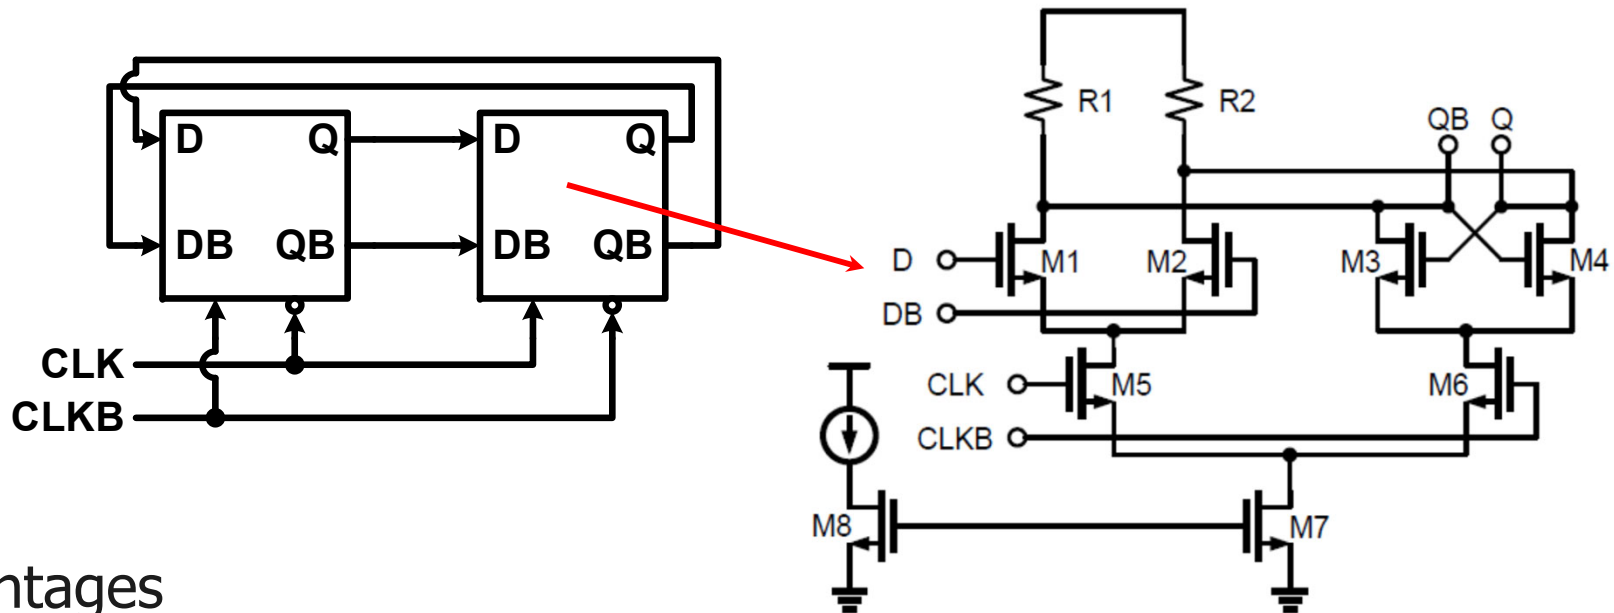 D Q D Q
DB QB DB QB
CLK
CLKB
R1 R2
QB Q
D M1 M2 M3 M4
DB
CLK M5 M6
CLKB
M8 M7
ntages